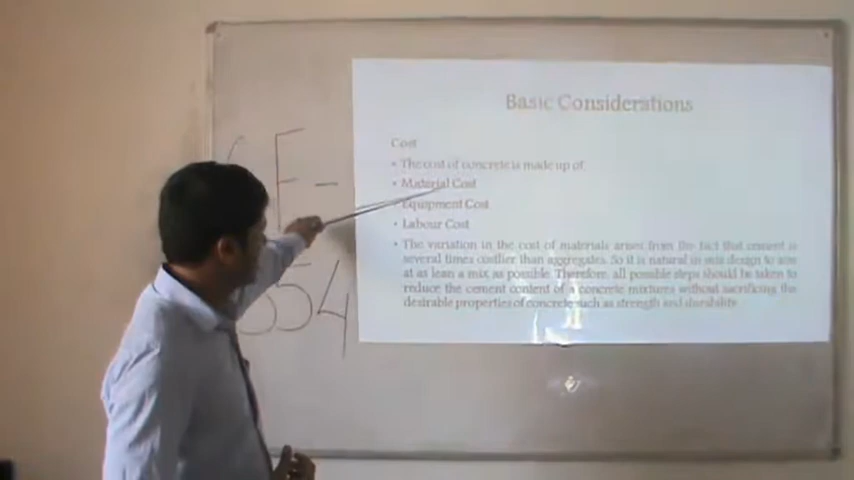 Basic Considerations
Cost
• The cost of concrete is made up of
• Material Cost
• Equipment Cost
• Labour Cost
• The variation in the cost of materials arises from the fact that cement is
several times costlier than aggregates. So it is natural in mix design to aim
at as lean a mix as possible. Therefore, all possible steps should be taken to
reduce the cement content of a concrete mixtures without sacrificing the
desirable properties of concrete such as strength and durability.
E -
54